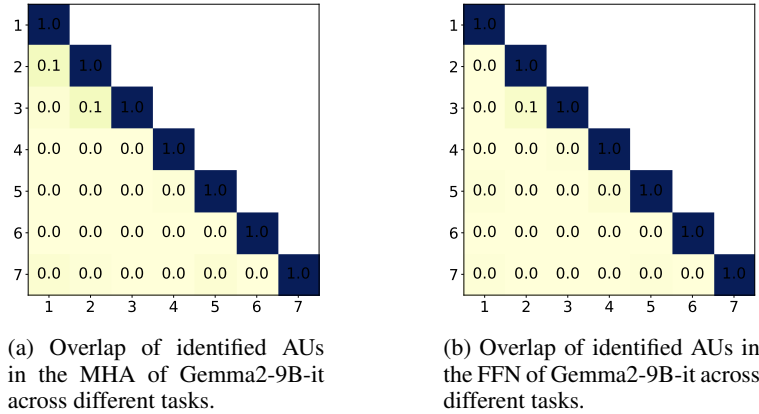 1 1.0
2 0.1 1.0
3 0.0 0.1 1.0
4 0.0 0.0 0.0 1.0
5 0.0 0.0 0.0 0.0 1.0
6 0.0 0.0 0.0 0.0 0.0 1.0
7 0.0 0.0 0.0 0.0 0.0 0.0 1.0
1 2 3 4 5 6 7
(a) Overlap of identified AUs
in the MHA of Gemma2-9B-it
across different tasks.
1 1.0
2 0.0 1.0
3 0.0 0.1 1.0
4 0.0 0.0 0.0 1.0
5 0.0 0.0 0.0 0.0 1.0
6 0.0 0.0 0.0 0.0 0.0 1.0
7 0.0 0.0 0.0 0.0 0.0 0.0 1.0
1 2 3 4 5 6 7
(b) Overlap of identified AUs in
the FFN of Gemma2-9B-it across
different tasks.